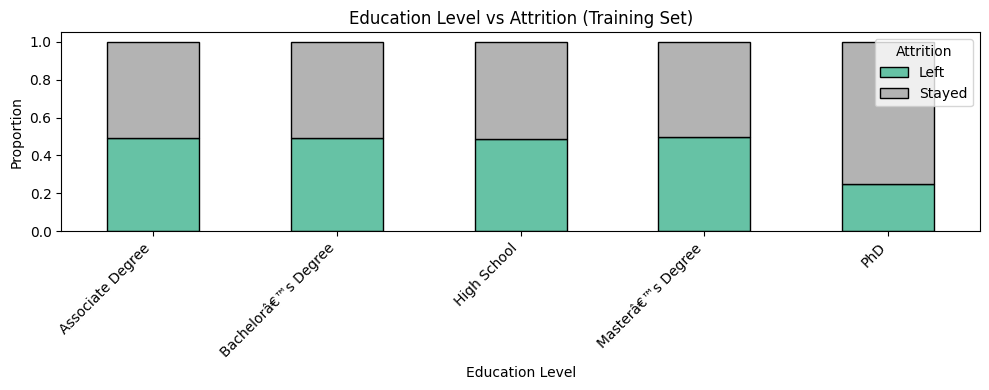 Education Level vs Attrition (Training Set)
Attrition
Left
Stayed
Proportion
1.0
0.8
0.6
0.4
0.2
0.0
Associate Degree
Bachelorâ€™s Degree
High School
Masterâ€™s Degree
PhD
Education Level